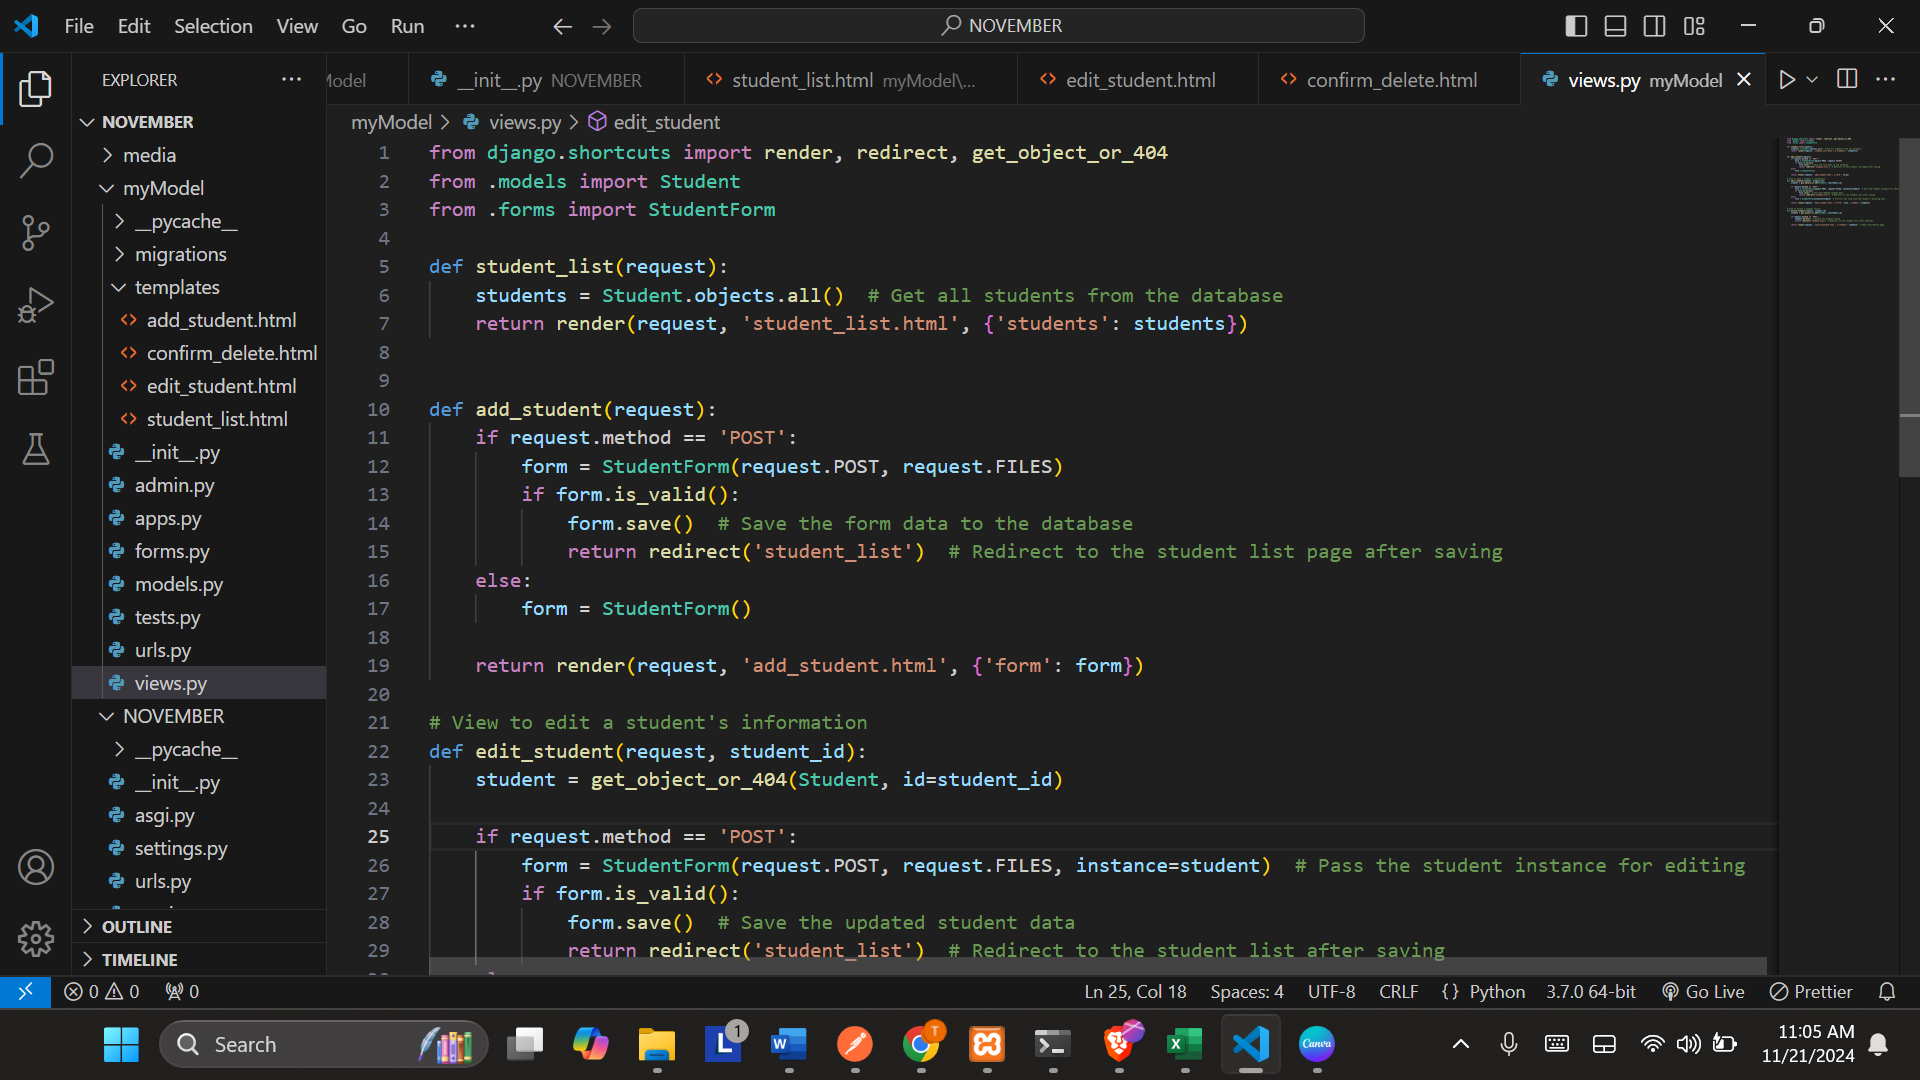 File Edit Selection View Go Run ··· NOVEMBER
EXPLORER ··· __init__.py NOVEMBER student_list.html myModel\... edit_student.html confirm_delete.html views.py myModel
myModel > views.py > edit_student
NOVEMBER
media
myModel
__pycache__
migrations
templates
add_student.html
confirm_delete.html
edit_student.html
student_list.html
__init__.py
admin.py
apps.py
forms.py
models.py
tests.py
urls.py
views.py
NOVEMBER
__pycache__
__init__.py
asgi.py
settings.py
urls.py
OUTLINE
TIMELINE
1 from django.shortcuts import render, redirect, get_object_or_404
2 from .models import Student
3 from .forms import StudentForm
4
5 def student_list(request):
6     students = Student.objects.all()  # Get all students from the database
7     return render(request, 'student_list.html', {'students': students})
8
9
10 def add_student(request):
11     if request.method == 'POST':
12         form = StudentForm(request.POST, request.FILES)
13         if form.is_valid():
14             form.save()  # Save the form data to the database
15             return redirect('student_list')  # Redirect to the student list page after saving
16     else:
17         form = StudentForm()
18
19     return render(request, 'add_student.html', {'form': form})
20
21 # View to edit a student's information
22 def edit_student(request, student_id):
23     student = get_object_or_404(Student, id=student_id)
24
25     if request.method == 'POST':
26         form = StudentForm(request.POST, request.FILES, instance=student)  # Pass the student instance for editing
27         if form.is_valid():
28             form.save()  # Save the updated student data
29             return redirect('student_list')  # Redirect to the student list after saving
0 0 0 Ln 25, Col 18 Spaces: 4 UTF-8 CRLF {} Python 3.7.0 64-bit Go Live Prettier
Search L 1 W T X Canva
11:05 AM
11/21/2024